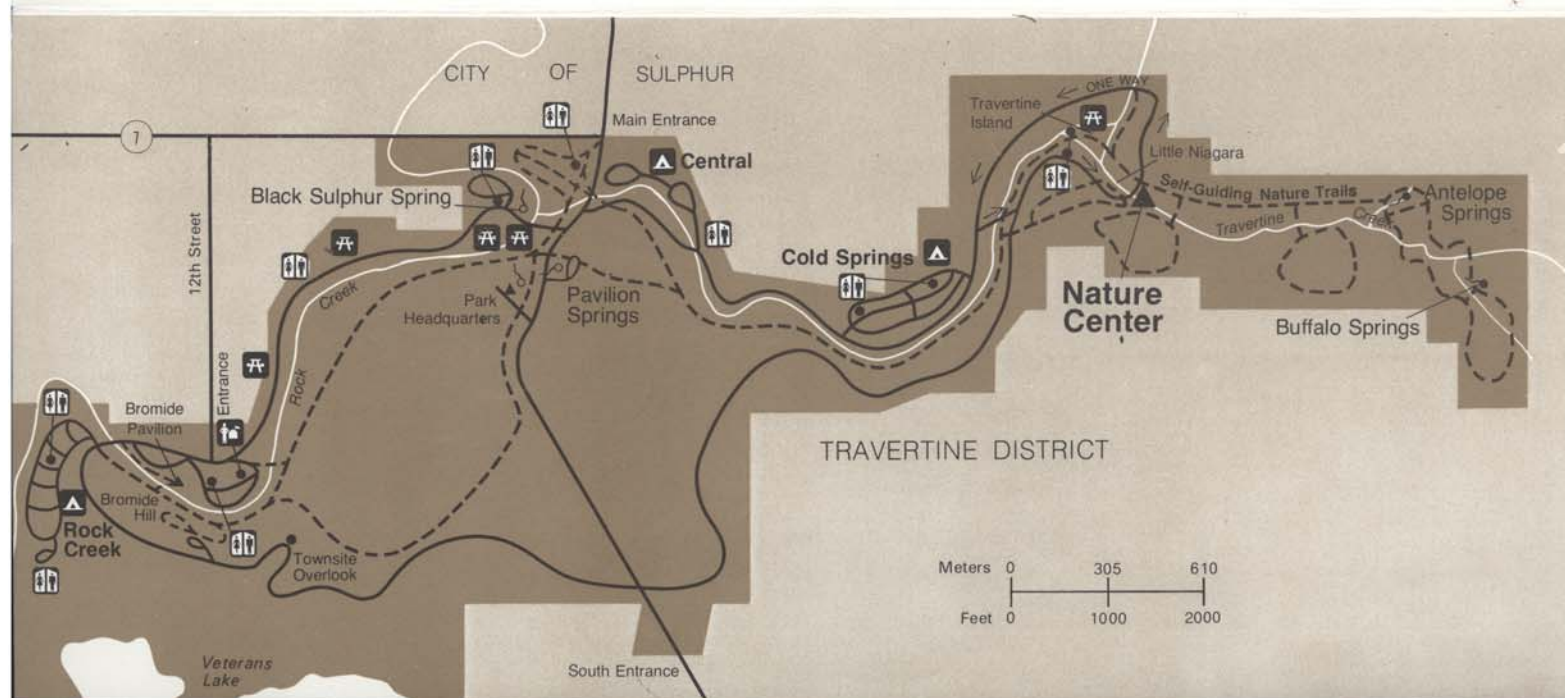 CITY OF SULPHUR
Main Entrance
7
Central
Black Sulphur Spring
12th Street
Creek
Park
Headquarters
Pavilion
Springs
Entrance
Rock
Bromide
Pavilion
Bromide
Hill
Rock
Creek
Townsite
Overlook
Veterans
Lake
South Entrance
Cold Springs
ONE WAY
Travertine
Island
Little Niagara
Self-Guiding Nature Trails
Travertine
Creek
Antelope
Springs
Nature
Center
Buffalo Springs
TRAVERTINE DISTRICT
Meters 0 305 610
Feet 0 1000 2000